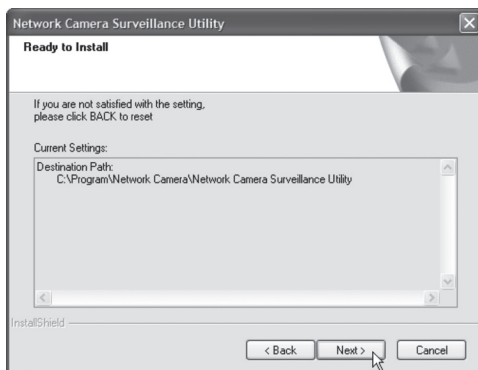 Network Camera Surveillance Utility
Ready to Install
If you are not satisfied with the setting,
please click BACK to reset
Current Settings:
Destination Path:
C:\Program\Network Camera\Network Camera Surveillance Utility
InstallShield
< Back
Next >
Cancel